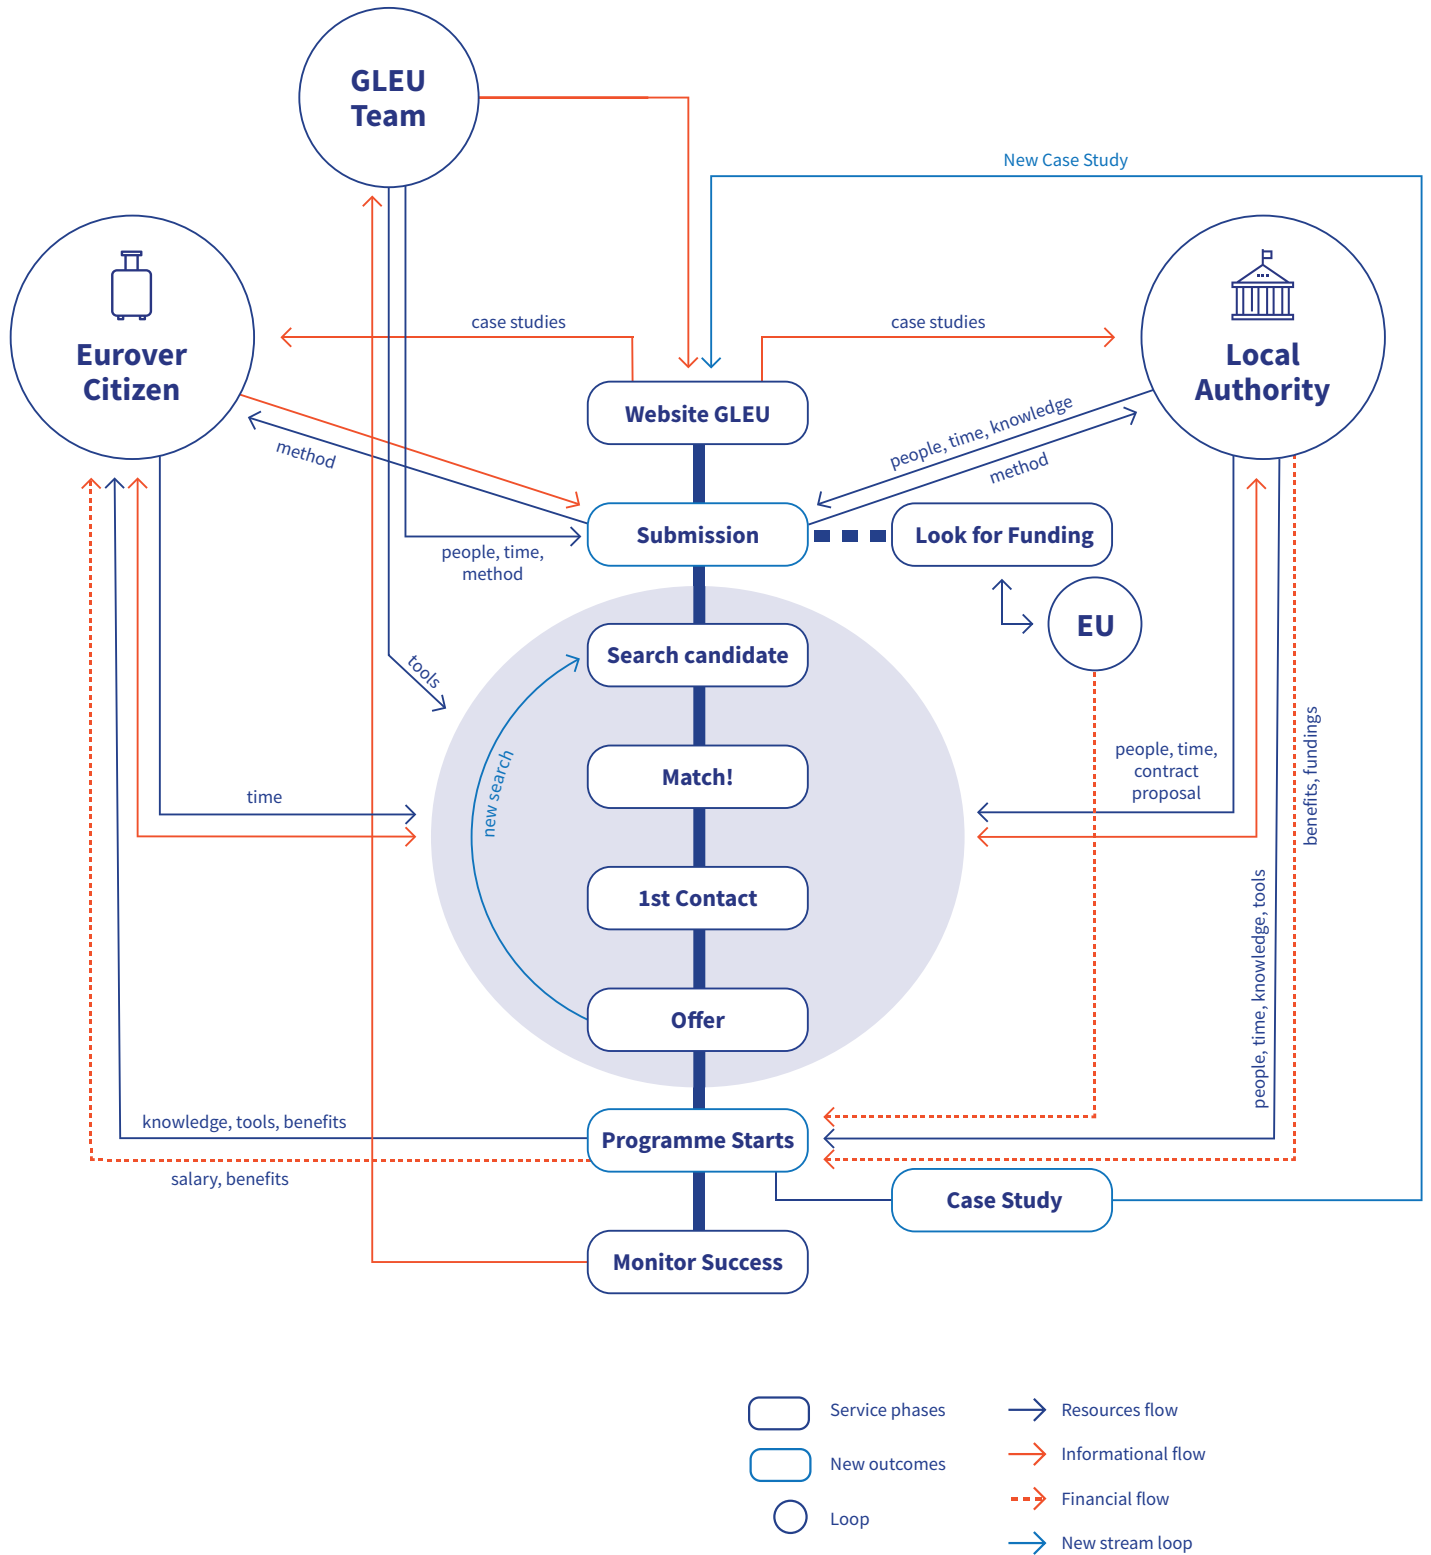 GLEU
Team
New Case Study
Eurover
Citizen
case studies
case studies
Local
Authority
Website GLEU
people, time, knowledge
method
method
Submission
Look for Funding
people, time,
method
EU
Search candidate
tools
new search
Match!
people, time,
contract
proposal
benefits, fundings
time
1st Contact
people, time, knowledge, tools
Offer
knowledge, tools, benefits
Programme Starts
salary, benefits
Case Study
Monitor Success
Service phases
New outcomes
Loop
Resources flow
Informational flow
Financial flow
New stream loop